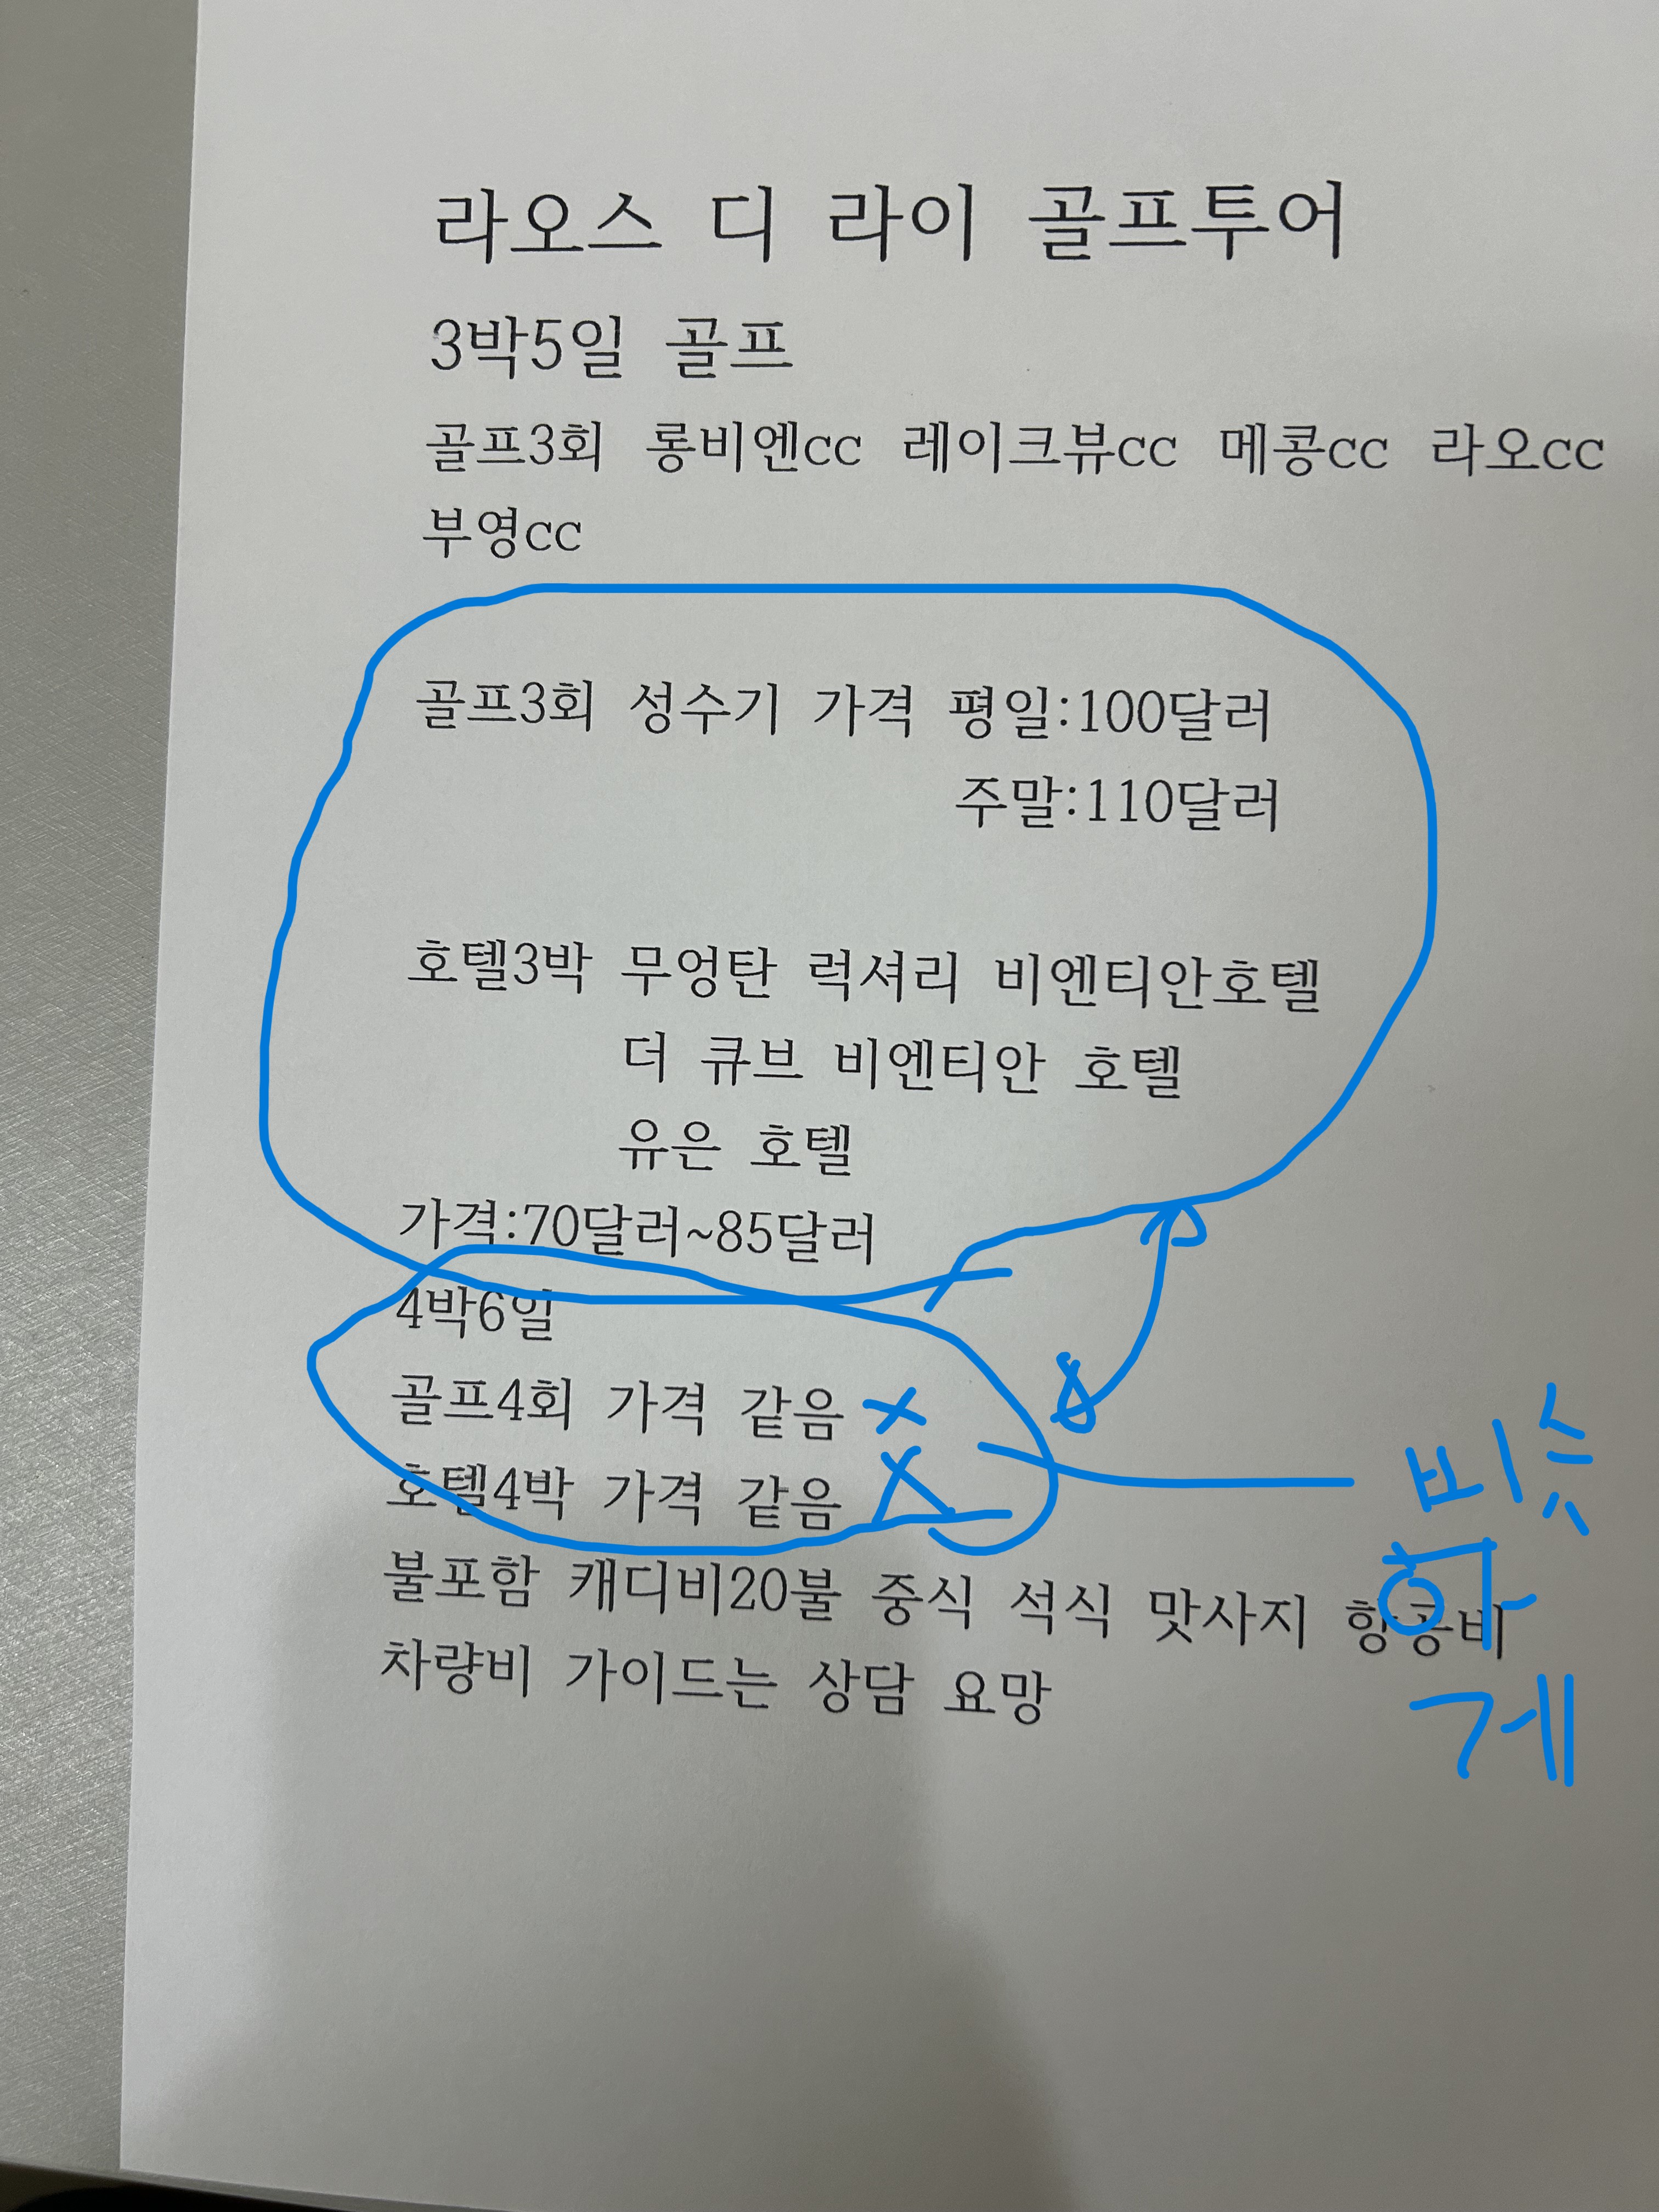 라오스 디 라이 골프투어
3박5일 골프
골프3회 롱비엔cc 레이크뷰cc 메콩cc 라오cc
부영cc
골프3회 성수기 가격 평일:100달러
주말:110달러
호텔3박 무엉탄 럭셔리 비엔티안호텔
더 큐브 비엔티안 호텔
유은 호텔
가격:70달러~85달러
4박6일
골프4회 가격 같음
호텔4박 가격 같음
비슷
하
게
불포함 캐디비20불 중식 석식 맛사지 항공비
차량비 가이드는 상담 요망